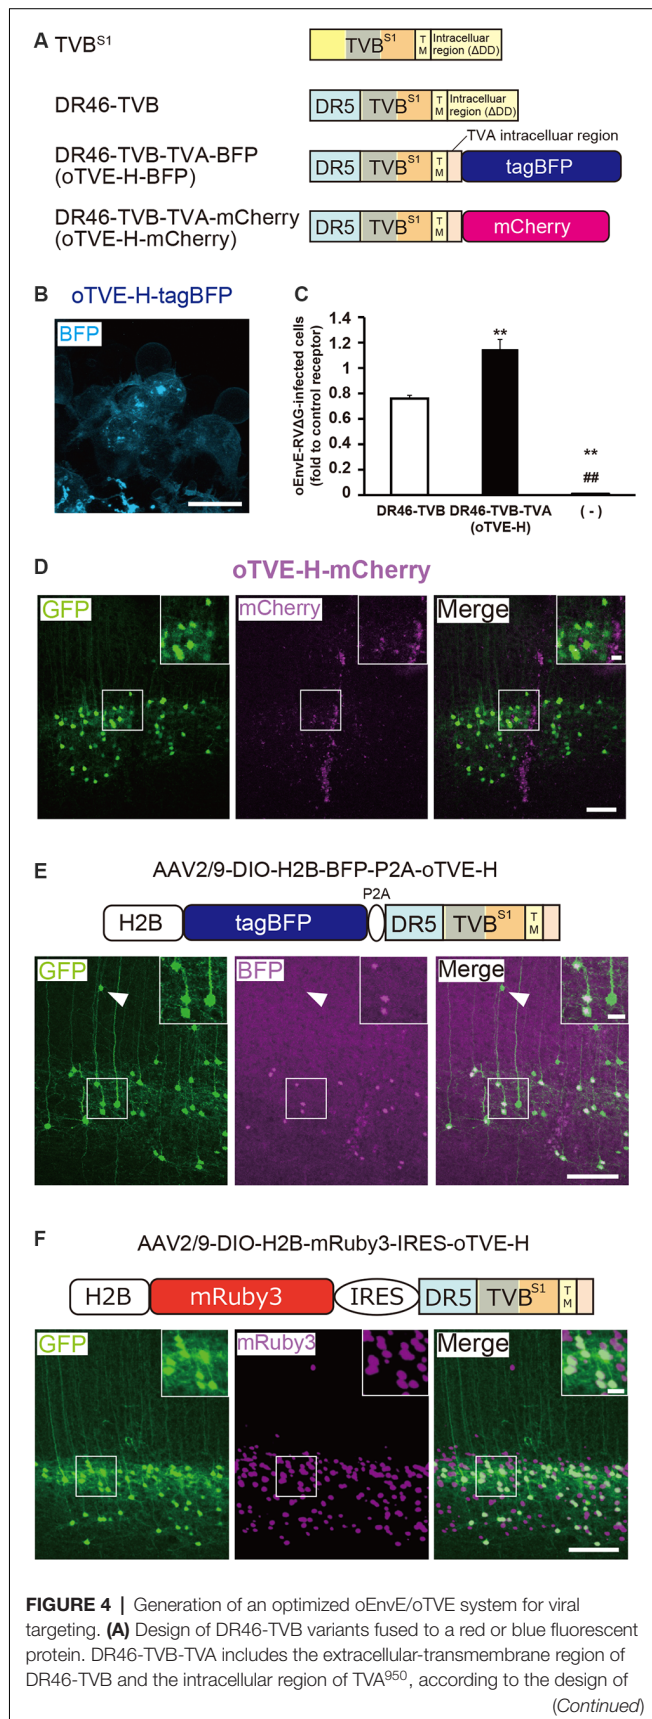 A TVB^S1
TVB^S1 TM Intracelluar region (ΔDD)
DR46-TVB
DR5 TVB^S1 TM Intracelluar region (ΔDD)
TVA intracelluar region
DR46-TVB-TVA-BFP
(oTVE-H-BFP)
DR5 TVB^S1 TM tagBFP
DR46-TVB-TVA-mCherry
(oTVE-H-mCherry)
DR5 TVB^S1 TM mCherry
B oTVE-H-tagBFP
BFP
C
oEnvE-RVΔG-infected cells
(fold to control receptor)
1.4
1.2
1
0.8
0.6
0.4
0.2
0
**
**
##
DR46-TVB DR46-TVB-TVA (-)
(oTVE-H)
D oTVE-H-mCherry
GFP mCherry Merge
E AAV2/9-DIO-H2B-BFP-P2A-oTVE-H
P2A
H2B tagBFP DR5 TVB^S1 TM
GFP BFP Merge
F AAV2/9-DIO-H2B-mRuby3-IRES-oTVE-H
H2B mRuby3 IRES DR5 TVB^S1 TM
GFP mRuby3 Merge
FIGURE 4 | Generation of an optimized oEnvE/oTVE system for viral
targeting. (A) Design of DR46-TVB variants fused to a red or blue fluorescent
protein. DR46-TVB-TVA includes the extracellular-transmembrane region of
DR46-TVB and the intracellular region of TVA^950, according to the design of
(Continued)